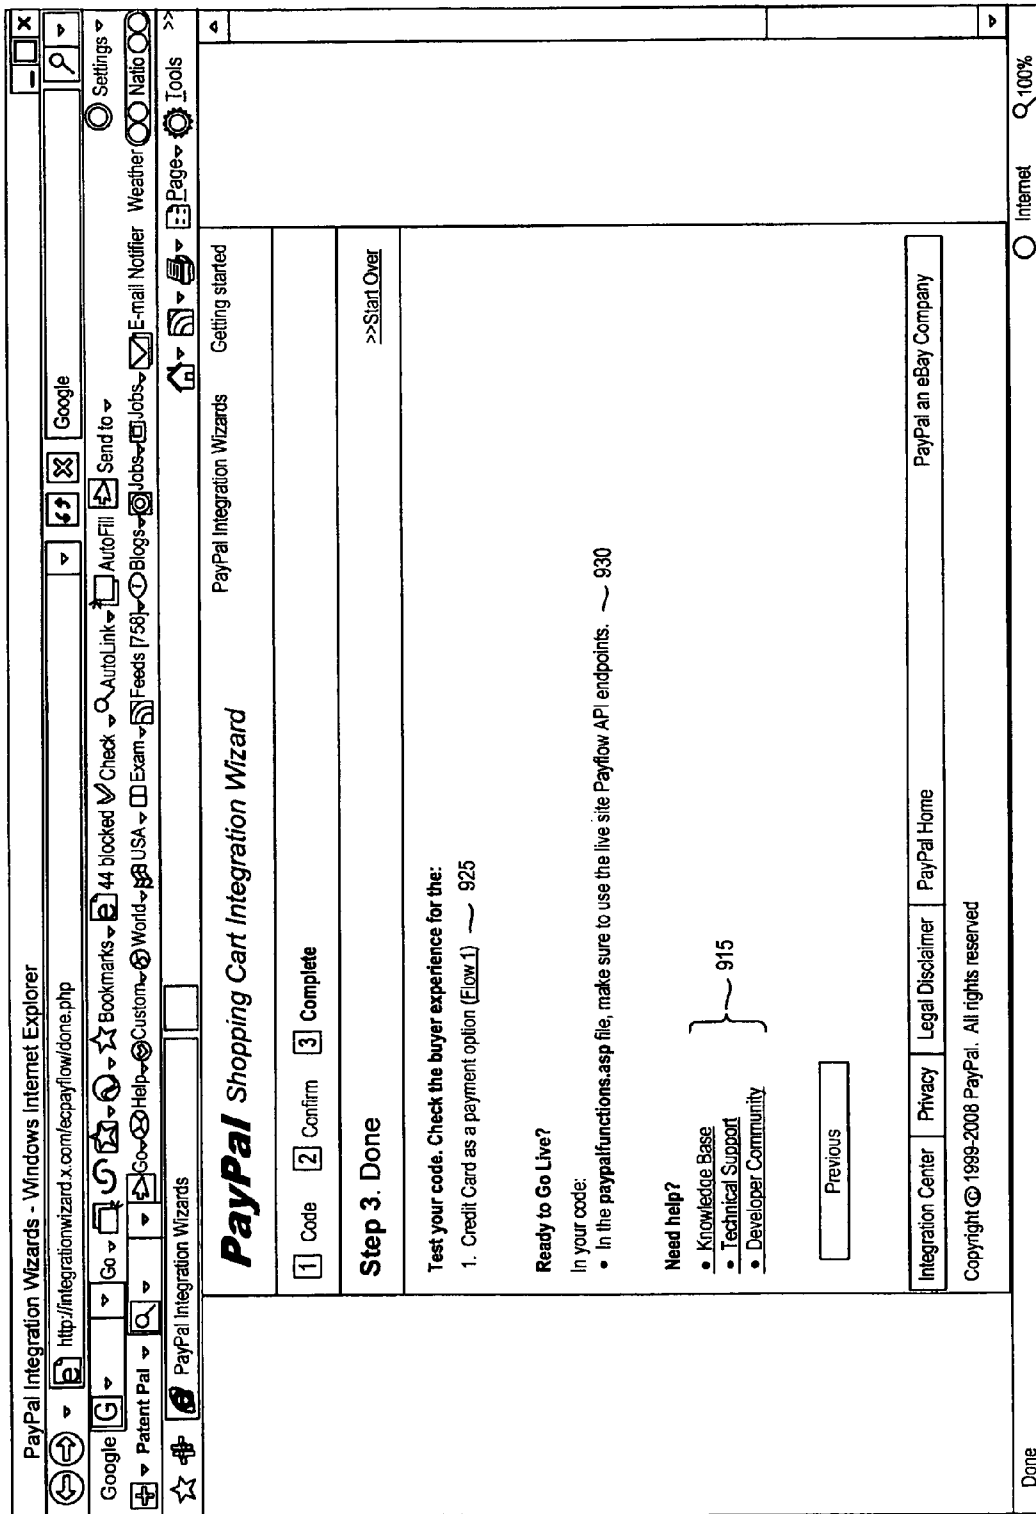 PayPal Integration Wizards - Windows Internet Explorer
http://integrationwizard.x.com/ecpayflow/done.php
Google
Google G Go Bookmarks 44 blocked Check AutoLink AutoFill Send to Settings
Patent Pal Go Help Custom World USA Exam Feeds [758] Blogs Jobs Jobs E-mail Notifier Weather Natio >>
PayPal Integration Wizards Page Tools
PayPal Shopping Cart Integration Wizard PayPal Integration Wizards Getting started
1 Code 2 Confirm 3 Complete
Step 3. Done >>Start Over
Test your code. Check the buyer experience for the:
1. Credit Card as a payment option (Flow 1) 925
Ready to Go Live?
In your code:
• In the paypalfunctions.asp file, make sure to use the live site Payflow API endpoints. 930
Need help?
• Knowledge Base
• Technical Support
• Developer Community
915
Previous
Integration Center Privacy Legal Disclaimer PayPal Home PayPal an eBay Company
Copyright © 1999-2008 PayPal. All rights reserved
Done Internet 100%